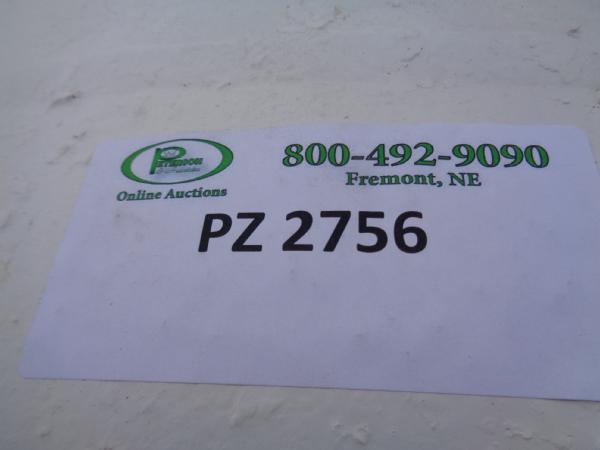 800-492-9090
Fremont, NE
Online Auctions
PZ 2756